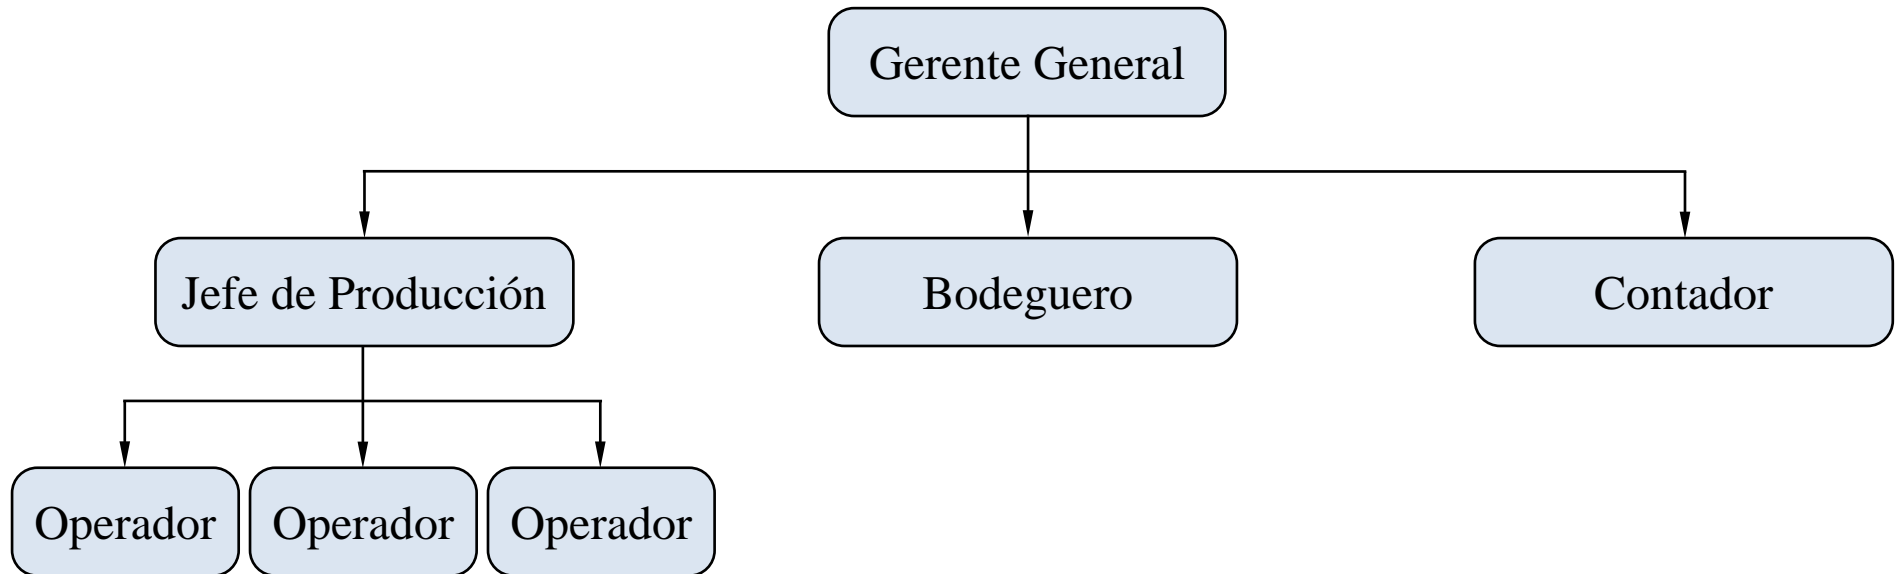 Gerente General
Jefe de Producción
Bodeguero
Contador
Operador
Operador
Operador